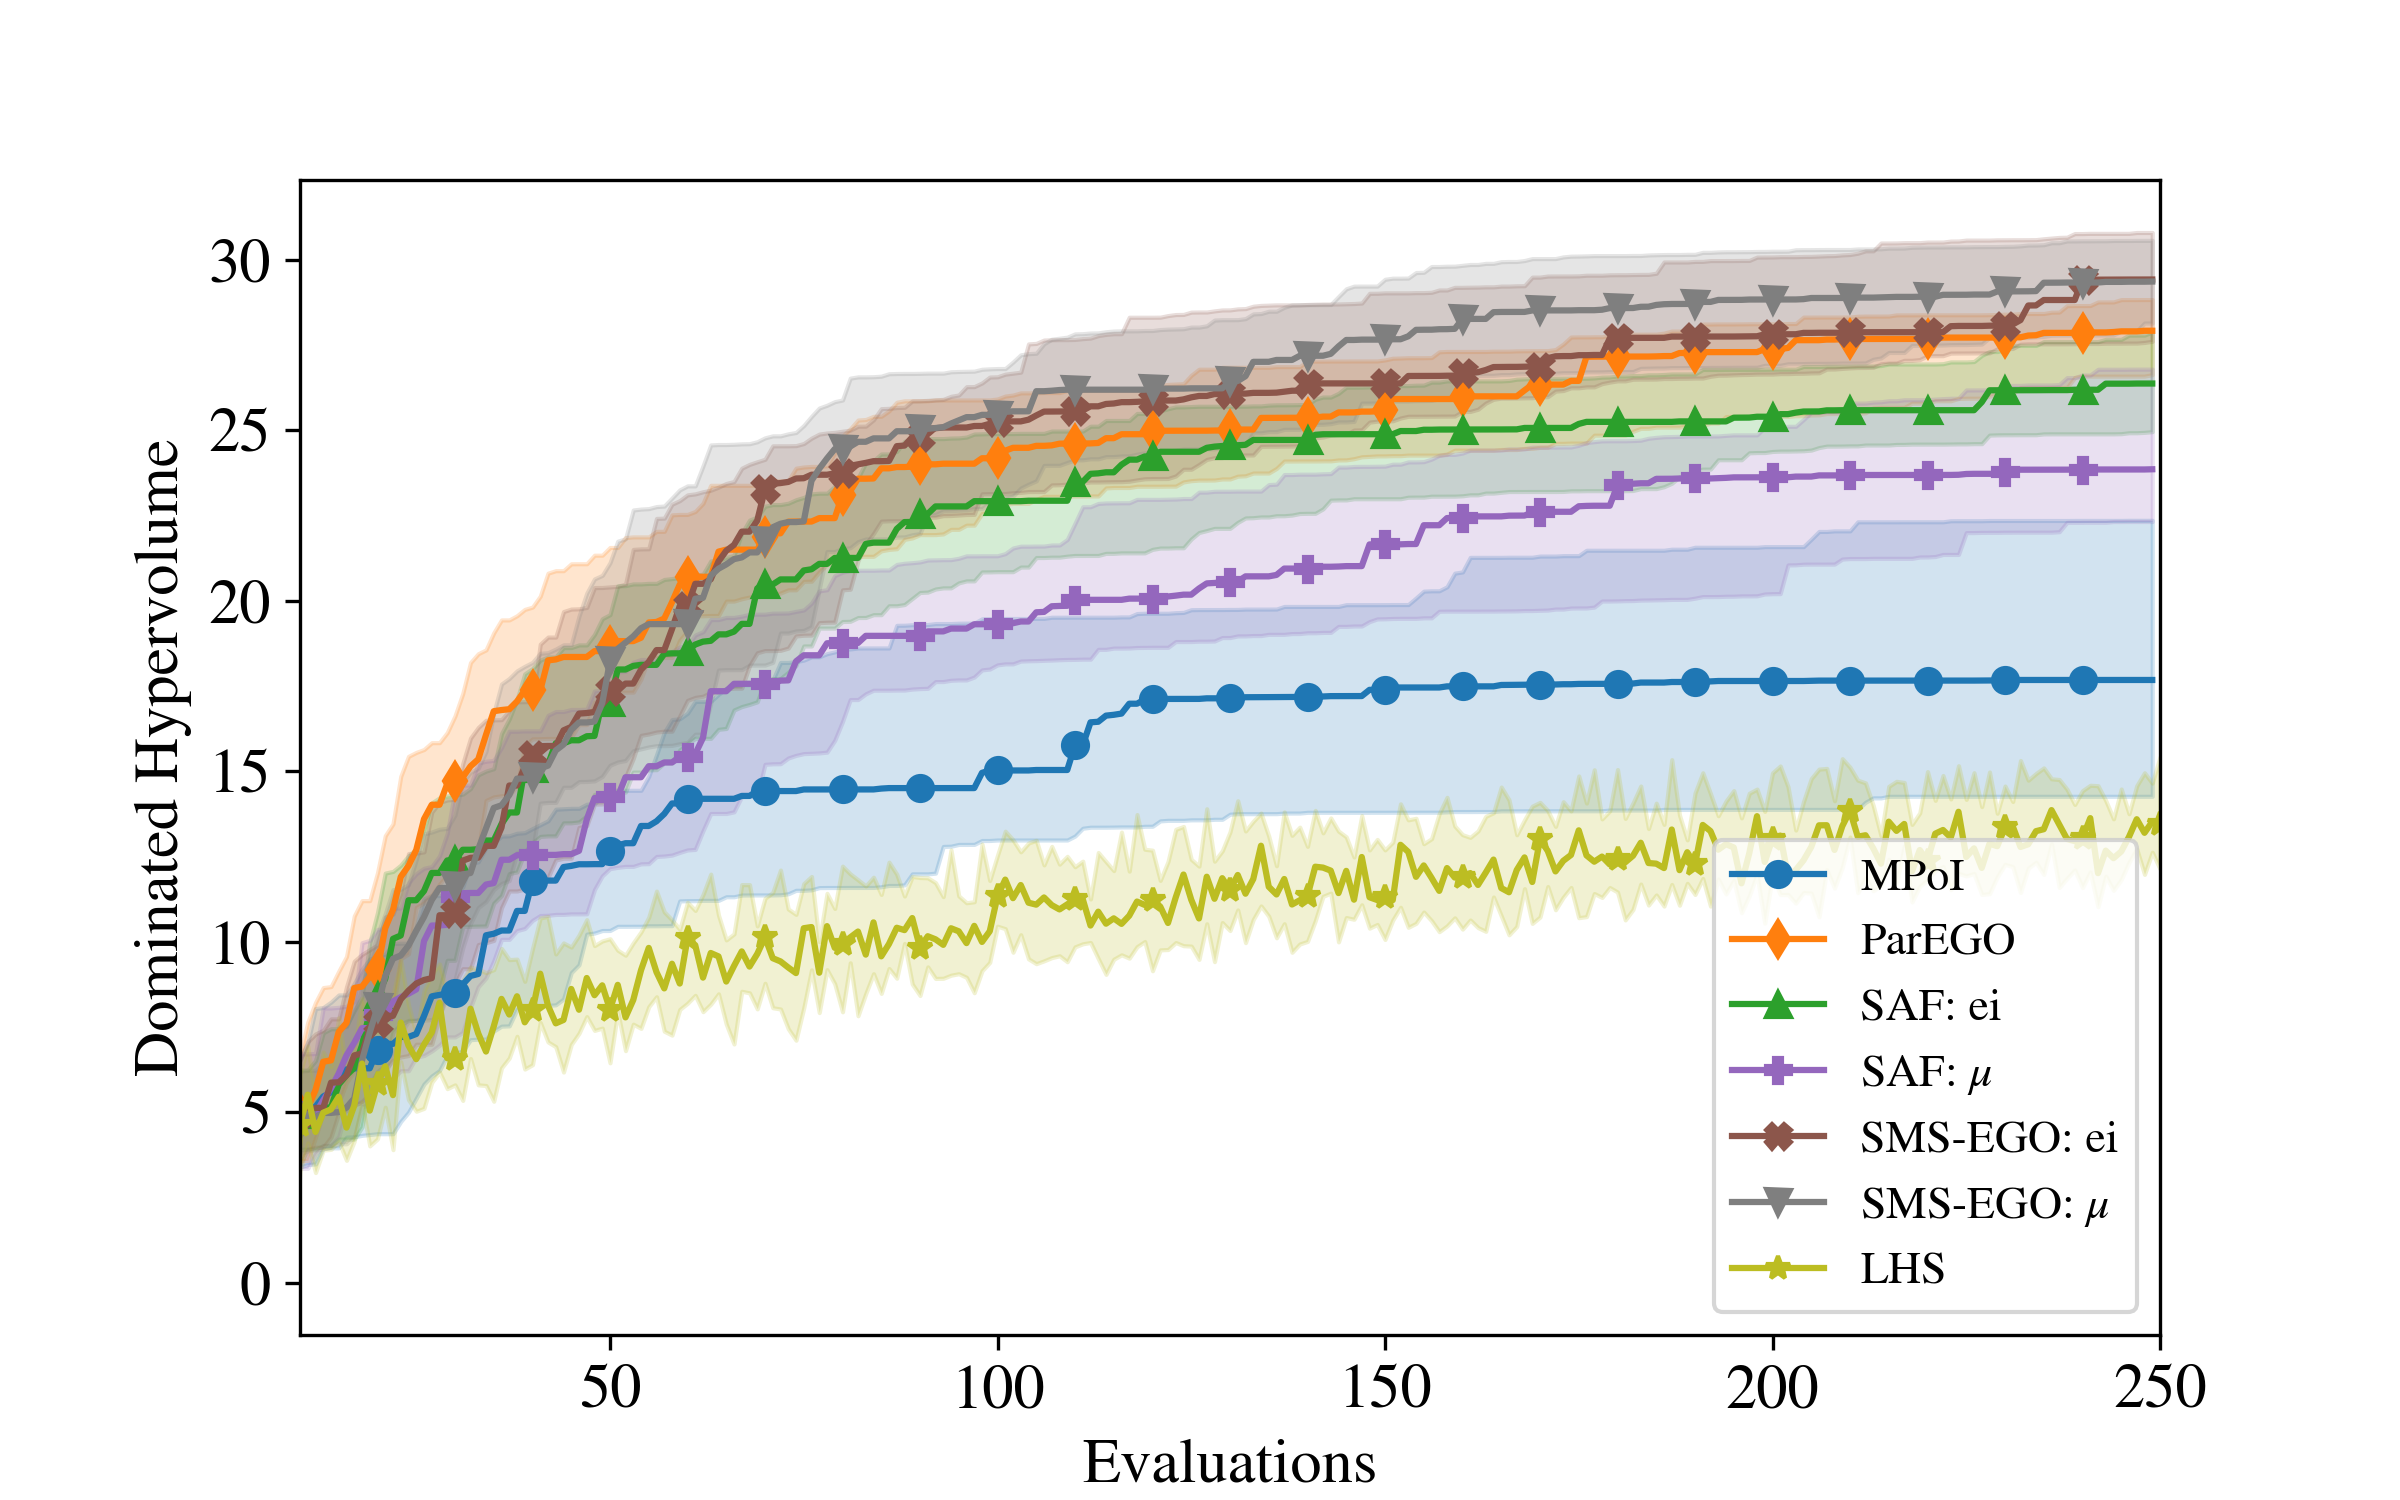 Dominated Hypervolume
30
25
20
15
10
5
0
50
100
150
200
250
Evaluations
MPoI
ParEGO
SAF: ei
SAF: μ
SMS-EGO: ei
SMS-EGO: μ
LHS